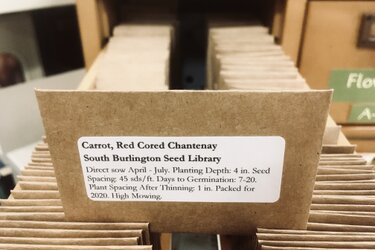 Carrot, Red Cored Chantenay
South Burlington Seed Library
Direct sow April - July. Planting Depth: 4 in. Seed
Spacing: 45 sds/ft. Days to Germination: 7-20.
Plant Spacing After Thinning: 1 in. Packed for
2020. High Mowing.
Flo
A-